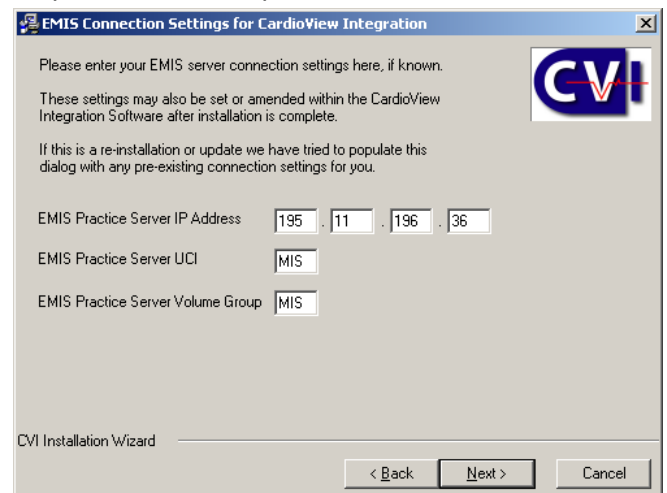 EMIS Connection Settings for CardioView Integration
Please enter your EMIS server connection settings here, if known.
CVI
These settings may also be set or amended within the CardioView
Integration Software after installation is complete.
If this is a re-installation or update we have tried to populate this
dialog with any pre-existing connection settings for you.
EMIS Practice Server IP Address 195 . 11 . 196 . 36
EMIS Practice Server UCI MIS
EMIS Practice Server Volume Group MIS
CVI Installation Wizard
< Back Next > Cancel